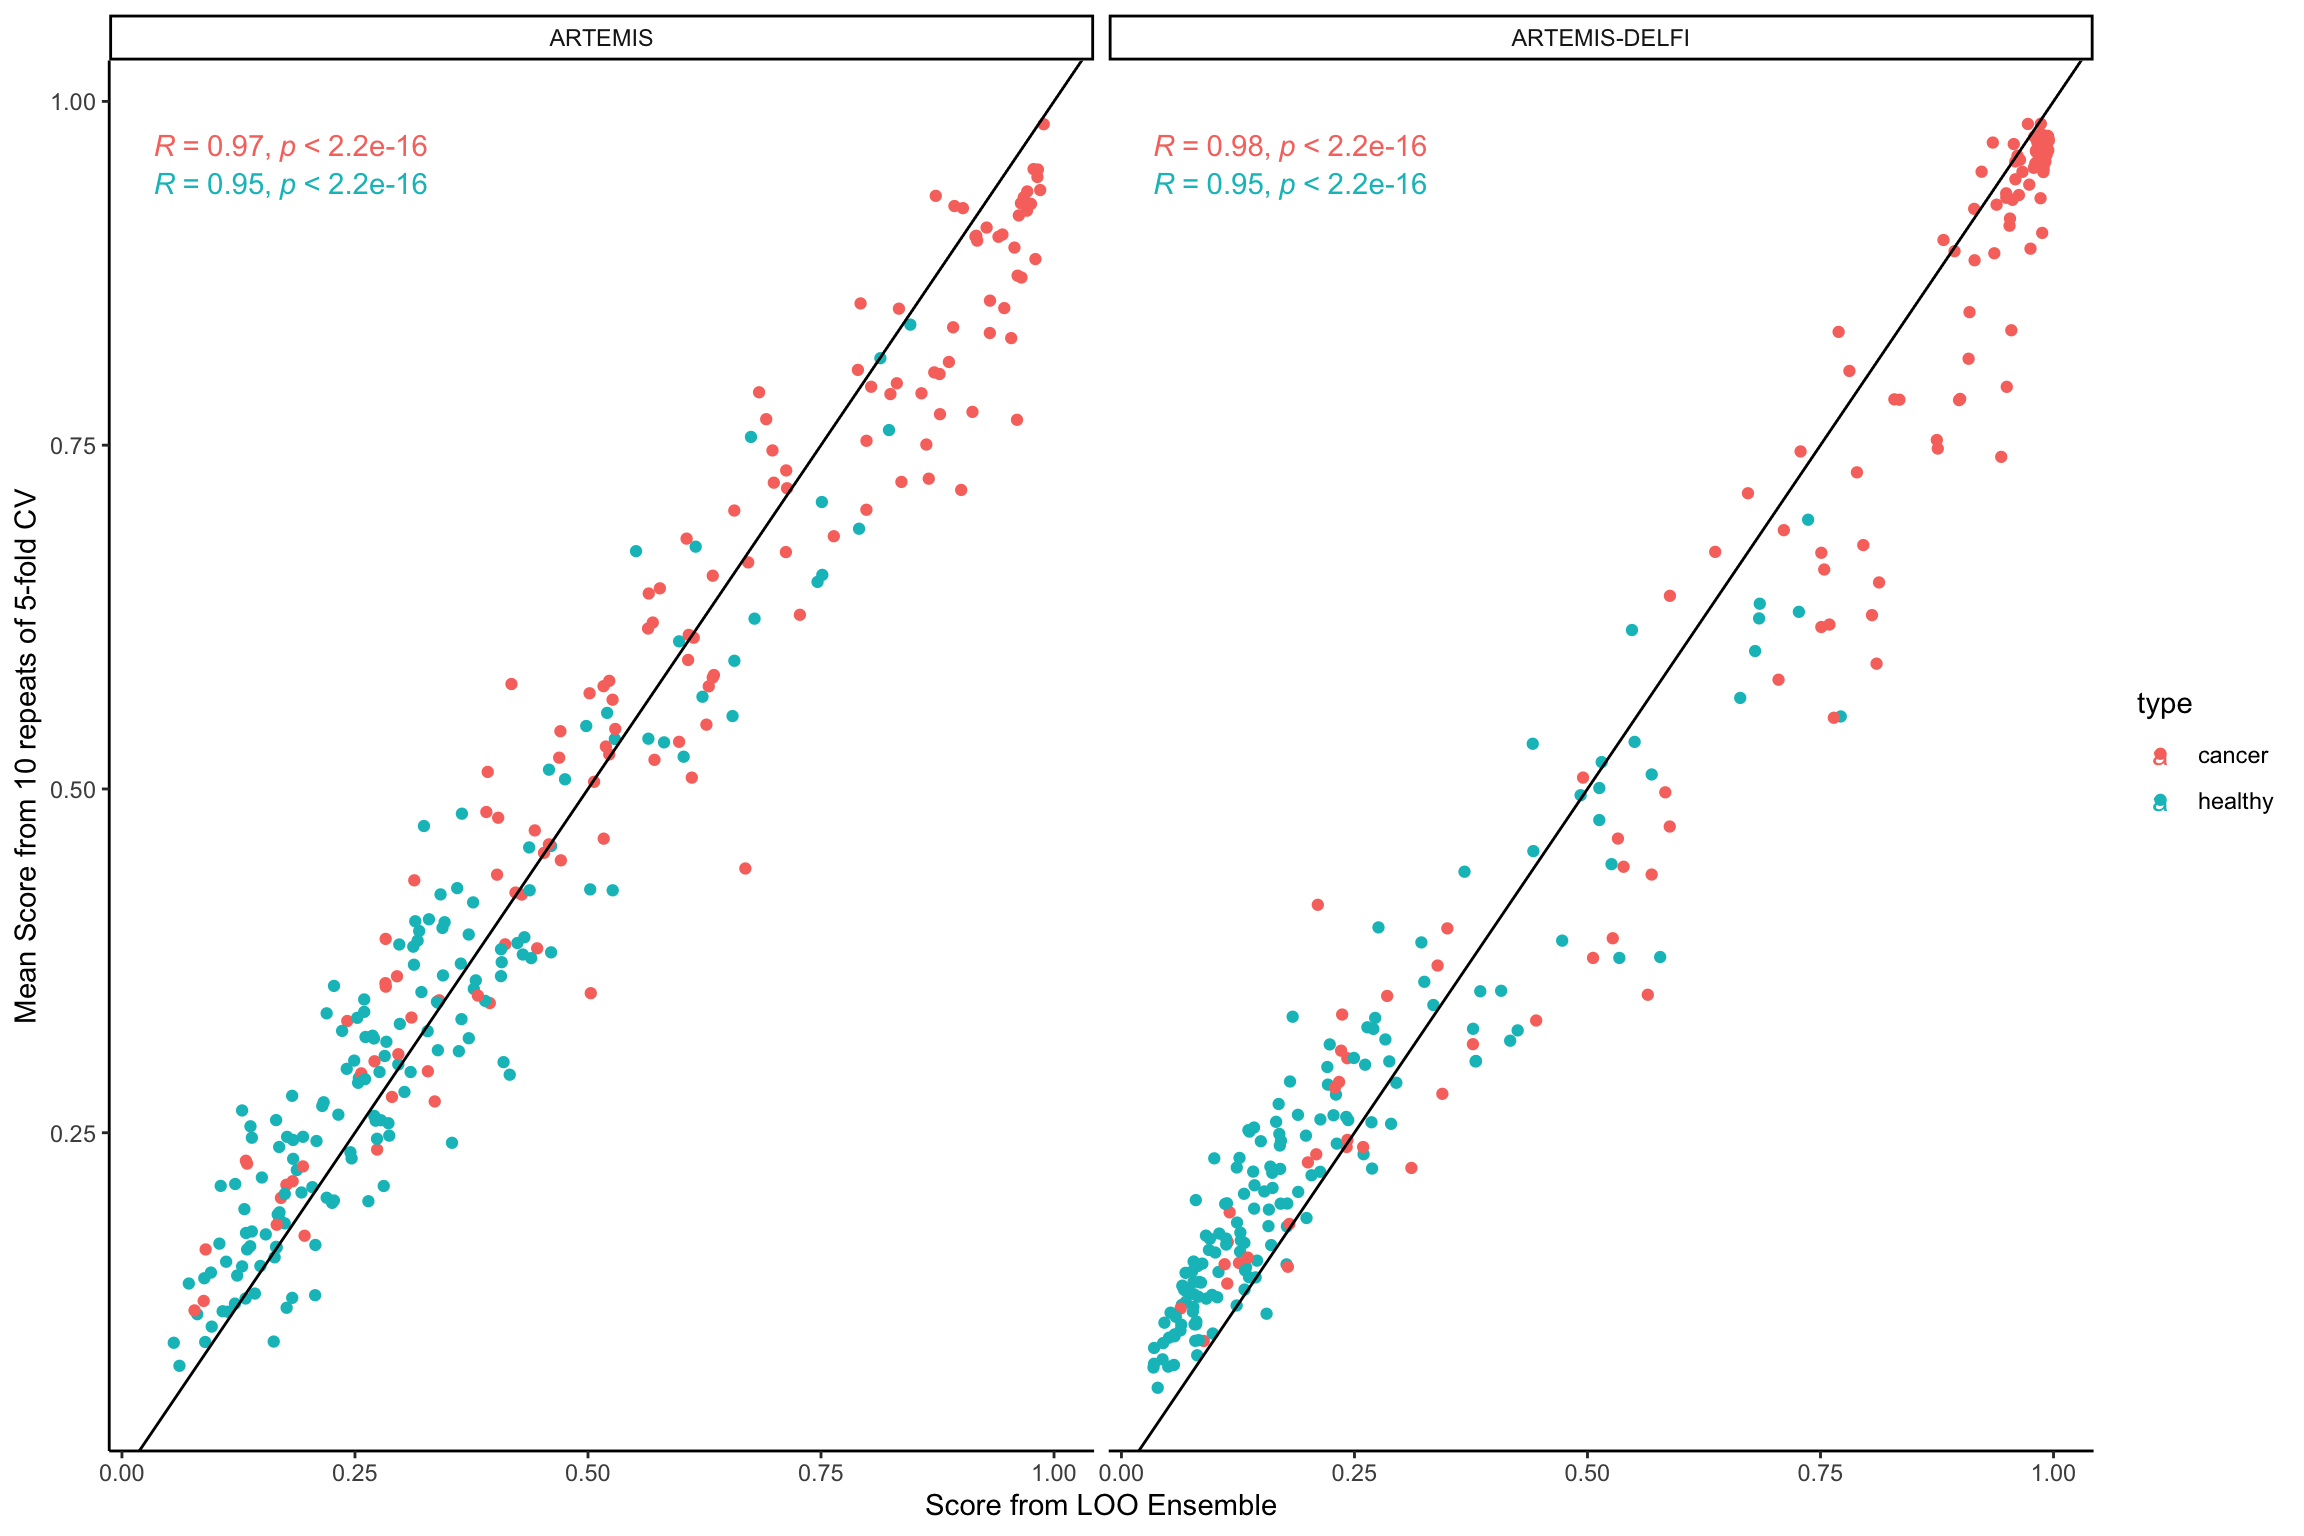 ARTEMIS
ARTEMIS-DELFI
R = 0.97, p < 2.2e-16
R = 0.95, p < 2.2e-16
R = 0.98, p < 2.2e-16
R = 0.95, p < 2.2e-16
Mean Score from 10 repeats of 5-fold CV
1.00
0.75
0.50
0.25
0.00 0.25 0.50 0.75 1.00
0.00 0.25 0.50 0.75 1.00
Score from LOO Ensemble
type
a cancer
a healthy